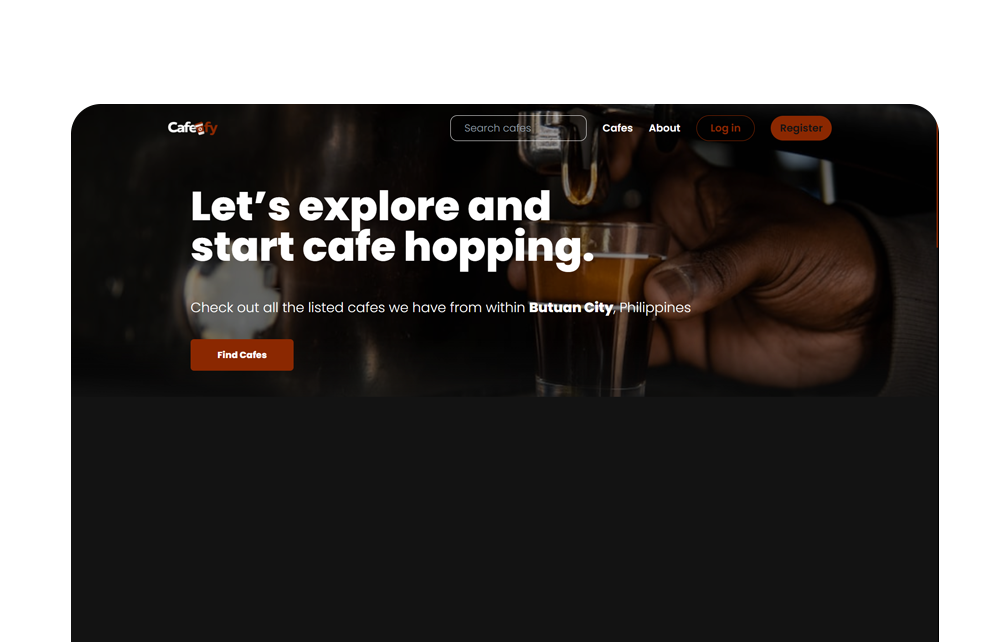 Cafeofy
Search cafes
Cafes
About
Log in
Register
Let’s explore and
start cafe hopping.
Check out all the listed cafes we have from within Butuan City, Philippines
Find Cafes